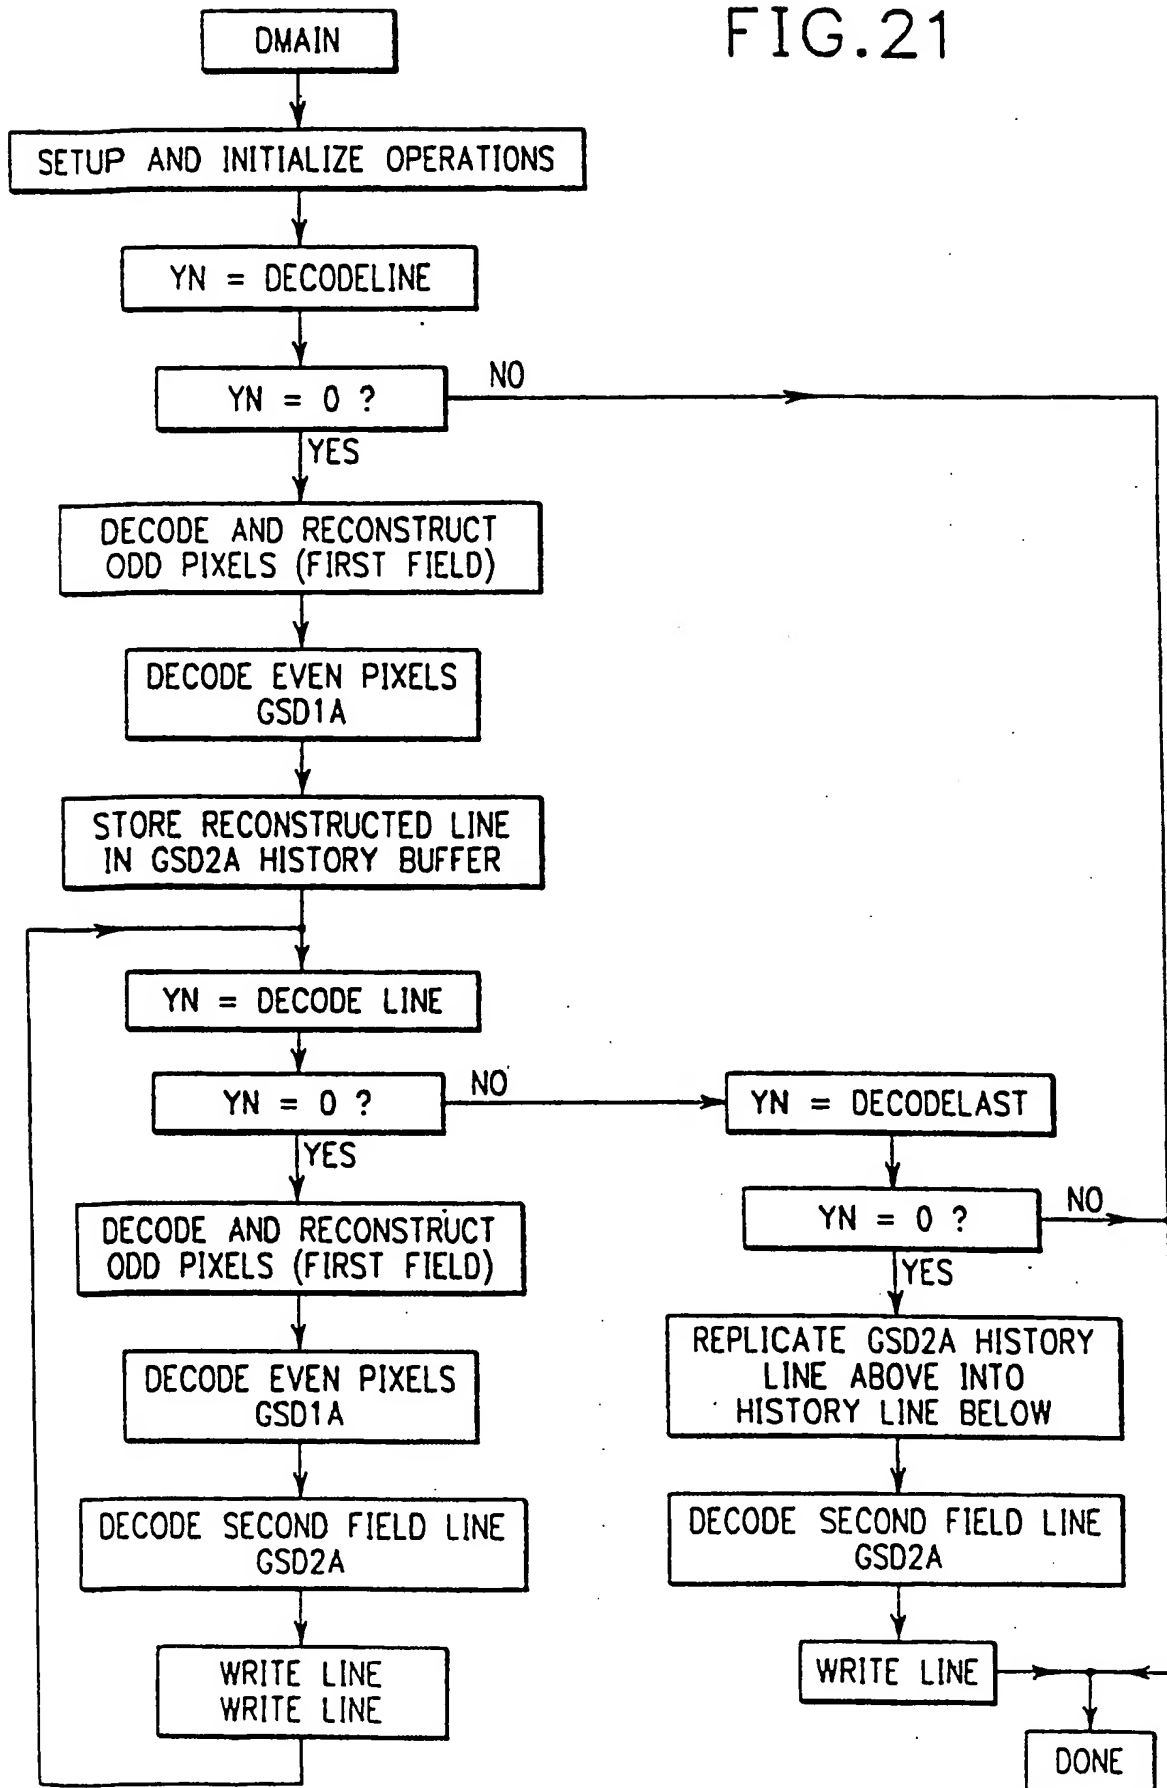 FIG.21
DMAIN
SETUP AND INITIALIZE OPERATIONS
YN = DECODELINE
YN = 0 ?
NO
YES
DECODE AND RECONSTRUCT
ODD PIXELS (FIRST FIELD)
DECODE EVEN PIXELS
GSD1A
STORE RECONSTRUCTED LINE
IN GSD2A HISTORY BUFFER
YN = DECODE LINE
YN = 0 ?
NO
YES
DECODE AND RECONSTRUCT
ODD PIXELS (FIRST FIELD)
DECODE EVEN PIXELS
GSD1A
DECODE SECOND FIELD LINE
GSD2A
WRITE LINE
WRITE LINE
YN = DECODELAST
YN = 0 ?
NO
YES
REPLICATE GSD2A HISTORY
LINE ABOVE INTO
HISTORY LINE BELOW
DECODE SECOND FIELD LINE
GSD2A
WRITE LINE
DONE